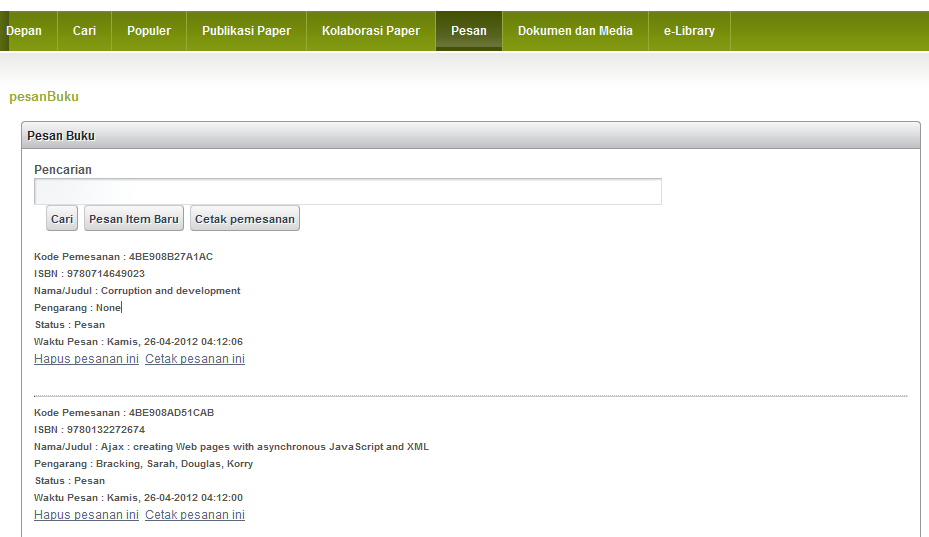 Depan Cari Populer Publikasi Paper Kolaborasi Paper Pesan Dokumen dan Media e-Library
pesanBuku
Pesan Buku
Pencarian
Cari Pesan Item Baru Cetak pemesanan
Kode Pemesanan : 4BE908B27A1AC
ISBN : 9780714649023
Nama/Judul : Corruption and development
Pengarang : None
Status : Pesan
Waktu Pesan : Kamis, 26-04-2012 04:12:06
Hapus pesanan ini Cetak pesanan ini
Kode Pemesanan : 4BE908AD51CAB
ISBN : 9780132272674
Nama/Judul : Ajax : creating Web pages with asynchronous JavaScript and XML
Pengarang : Bracking, Sarah, Douglas, Korry
Status : Pesan
Waktu Pesan : Kamis, 26-04-2012 04:12:00
Hapus pesanan ini Cetak pesanan ini